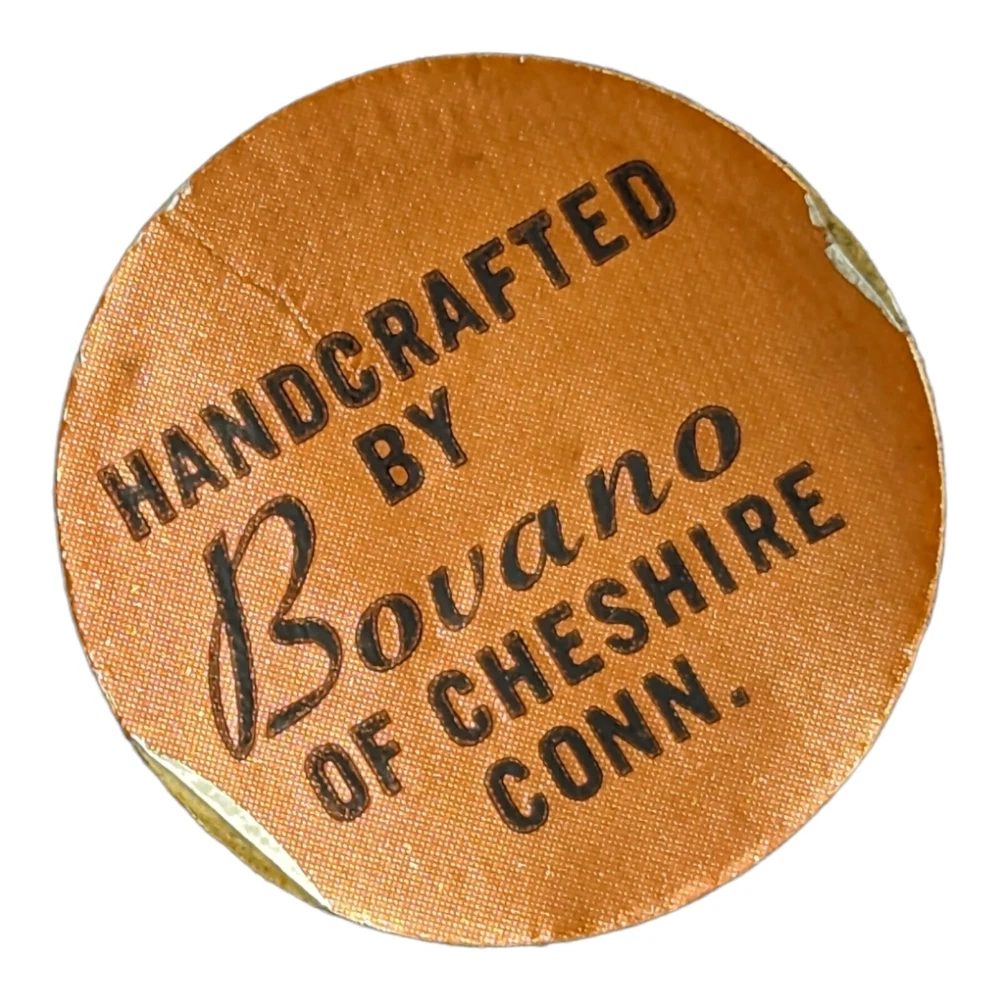 HANDCRAFTED
BY
Bovano
OF CHESHIRE
CONN.